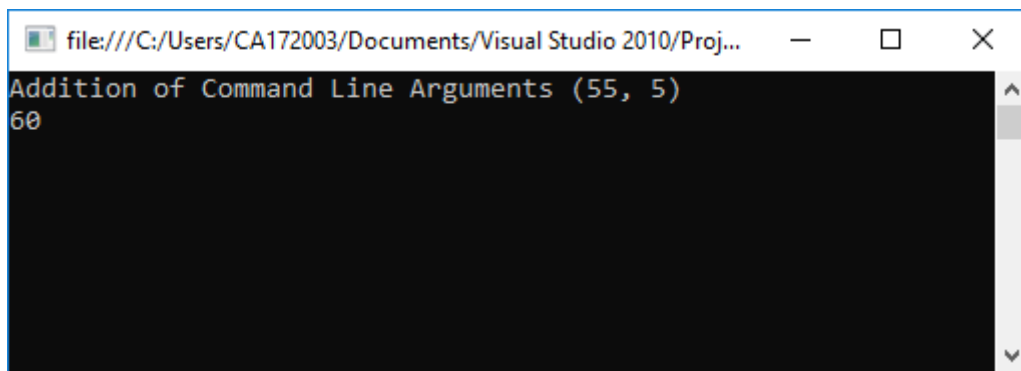 file:///C:/Users/CA172003/Documents/Visual Studio 2010/Proj...
Addition of Command Line Arguments (55, 5)
60